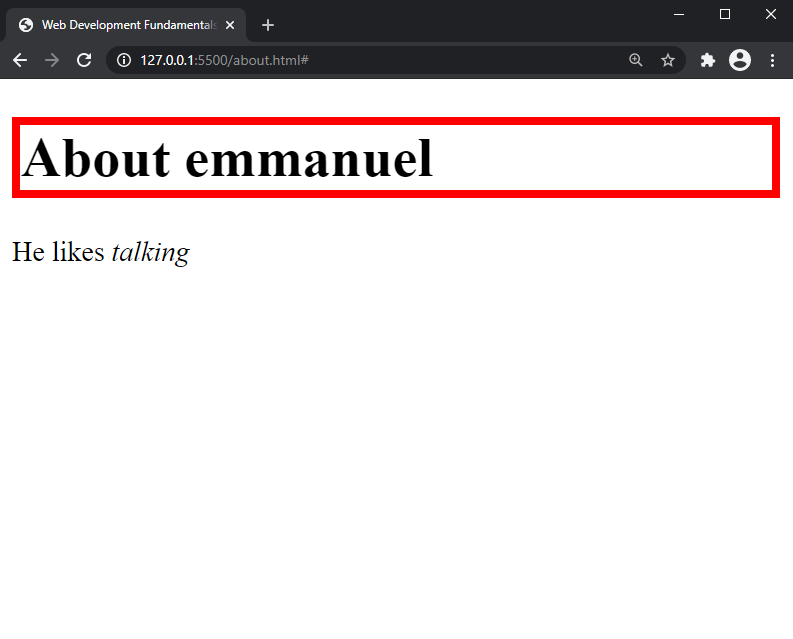 Web Development Fundamentals
127.0.0.1:5500/about.html#
About emmanuel
He likes talking